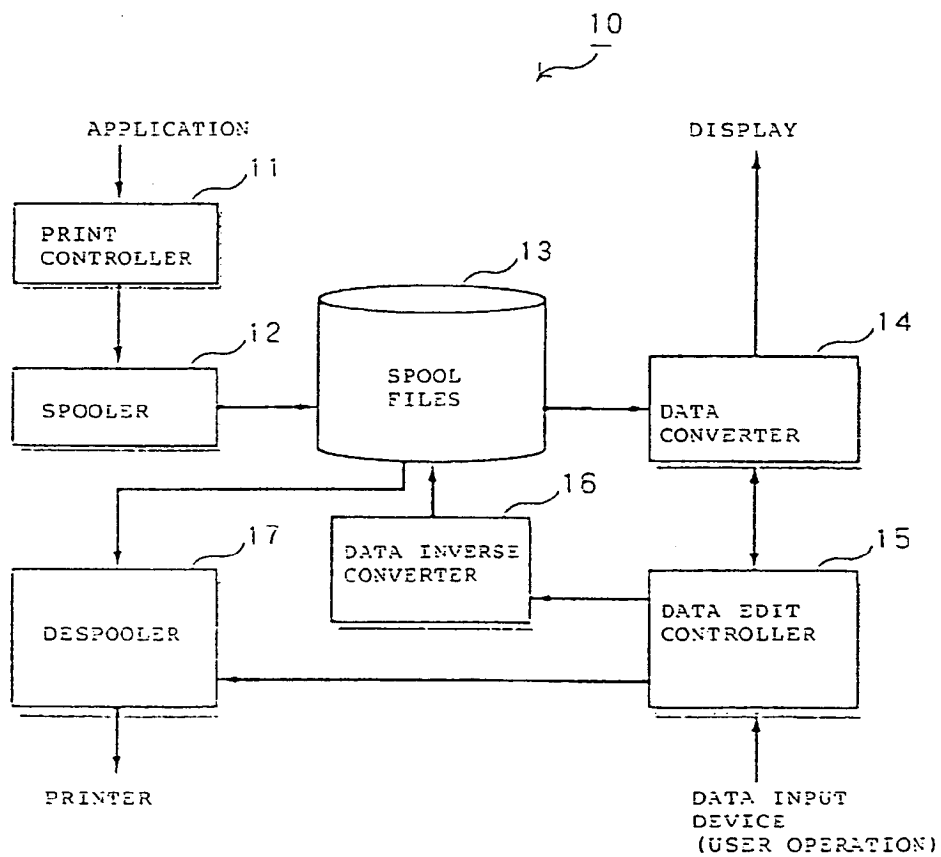 10
APPLICATION
DISPLAY
11
PRINT
CONTROLLER
13
12
14
SPOOLER
SPOOL
FILES
DATA
CONVERTER
16
17
15
DATA INVERSE
CONVERTER
DESPOOLER
DATA EDIT
CONTROLLER
PRINTER
DATA INPUT
DEVICE
(USER OPERATION)